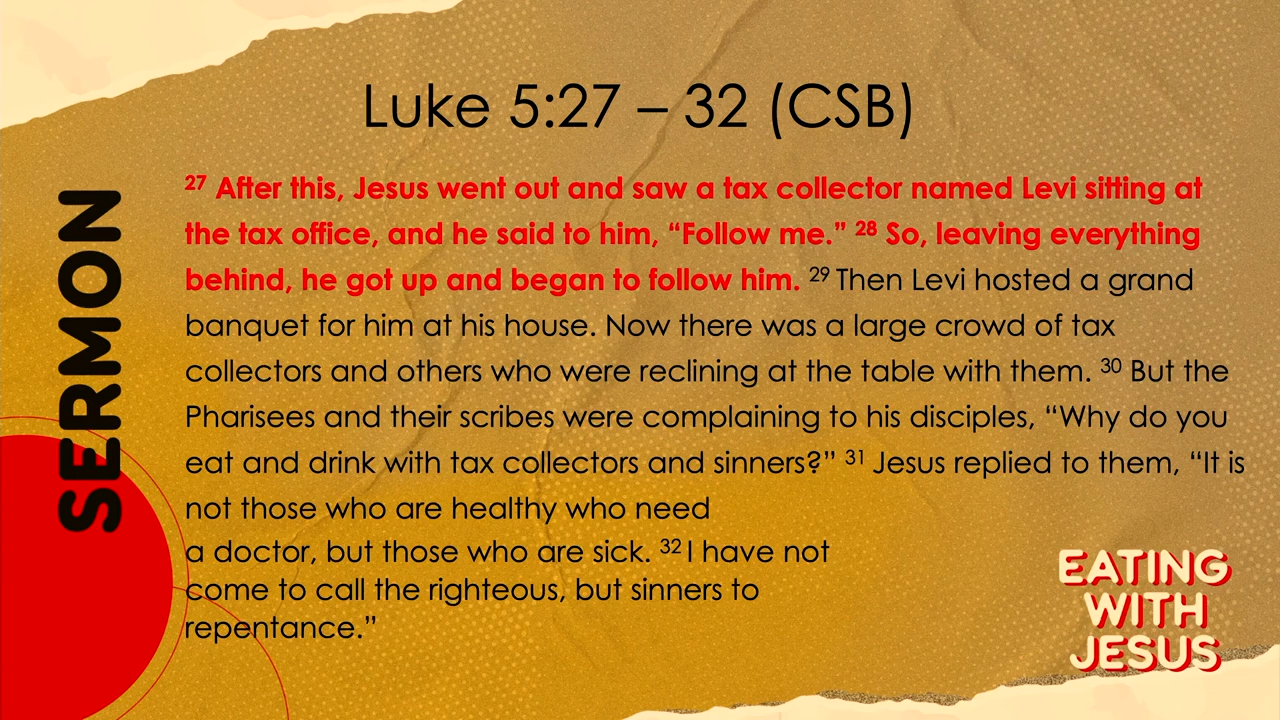 Luke 5:27 – 32 (CSB)
SERMON
27 After this, Jesus went out and saw a tax collector named Levi sitting at
the tax office, and he said to him, “Follow me.” 28 So, leaving everything
behind, he got up and began to follow him. 29 Then Levi hosted a grand
banquet for him at his house. Now there was a large crowd of tax
collectors and others who were reclining at the table with them. 30 But the
Pharisees and their scribes were complaining to his disciples, “Why do you
eat and drink with tax collectors and sinners?” 31 Jesus replied to them, “It is
not those who are healthy who need
a doctor, but those who are sick. 32 I have not
come to call the righteous, but sinners to
repentance.”
EATING
WITH
JESUS